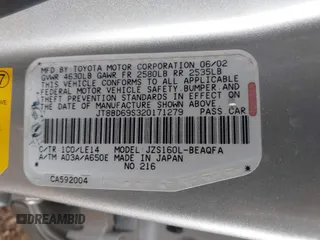 MFD. BY TOYOTA MOTOR CORPORATION 06/02
GVWR 4630LB GAWR FR 2580LB RR 2535LB
THIS VEHICLE CONFORMS TO ALL APPLICABLE
FEDERAL MOTOR VEHICLE SAFETY, BUMPER, AND
THEFT PREVENTION STANDARDS IN EFFECT ON
THE DATE OF MANUFACTURE SHOWN ABOVE.
JT8BD69S320171279 PASS CAR
C/TR 1C0/LE14 MODEL JZS160L-BEAQFA
A/TM A03A/A650E MADE IN JAPAN
NO.216
CA592004